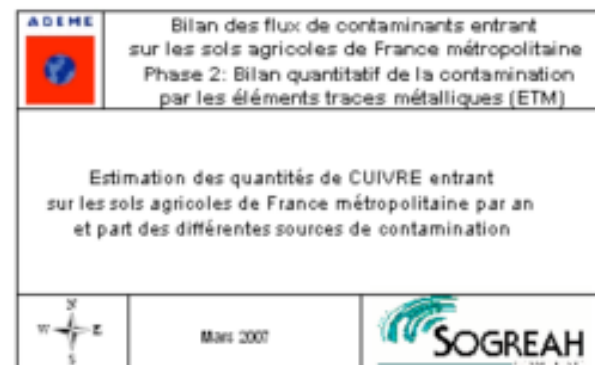 ADEME
Bilan des flux de contaminants entrant
sur les sols agricoles de France métropolitaine
Phase 2: Bilan quantitatif de la contamination
par les éléments traces métalliques (ETM)
Estimation des quantités de CUIVRE entrant
sur les sols agricoles de France métropolitaine par an
et part des différentes sources de contamination
N
W E
S
Mars 2007
SOGREAH